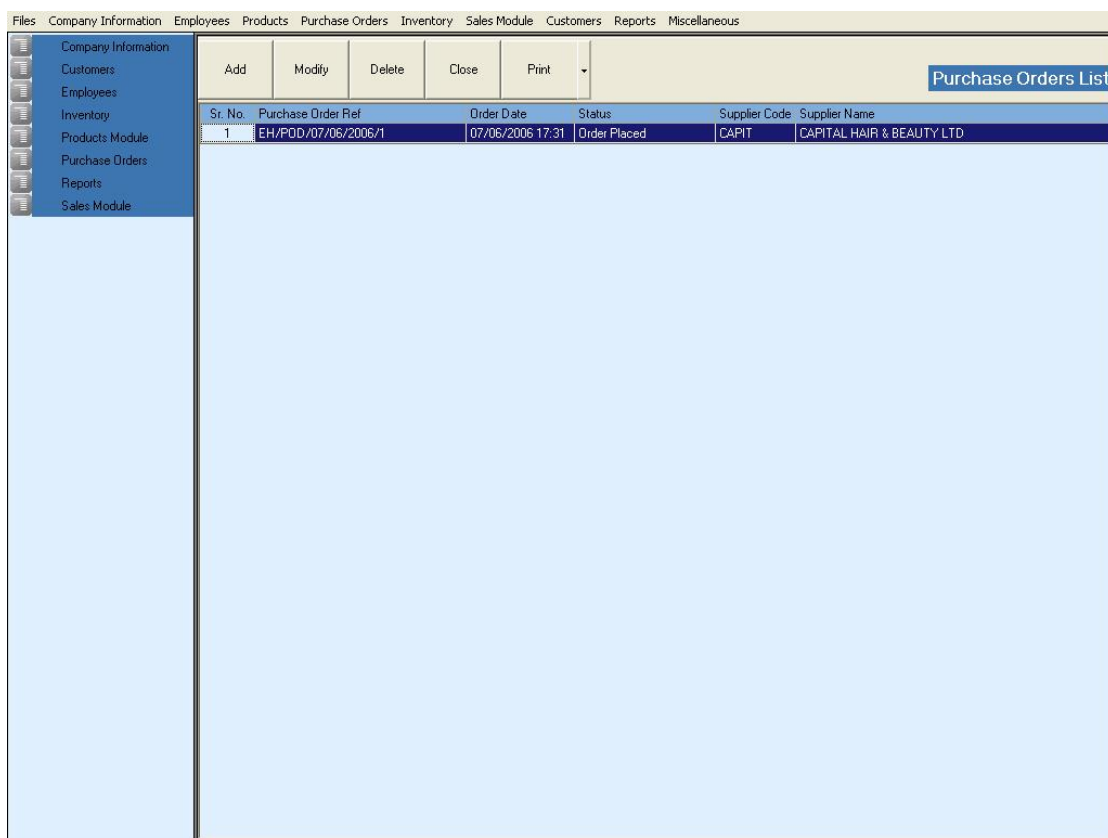 Files Company Information Employees Products Purchase Orders Inventory Sales Module Customers Reports Miscellaneous
Company Information
Customers
Employees
Inventory
Products Module
Purchase Orders
Reports
Sales Module
Add Modify Delete Close Print
Purchase Orders List
Sr. No. Purchase Order Ref Order Date Status Supplier Code Supplier Name
1 EH/POD/07/06/2006/1 07/06/2006 17:31 Order Placed CAPIT CAPITAL HAIR & BEAUTY LTD